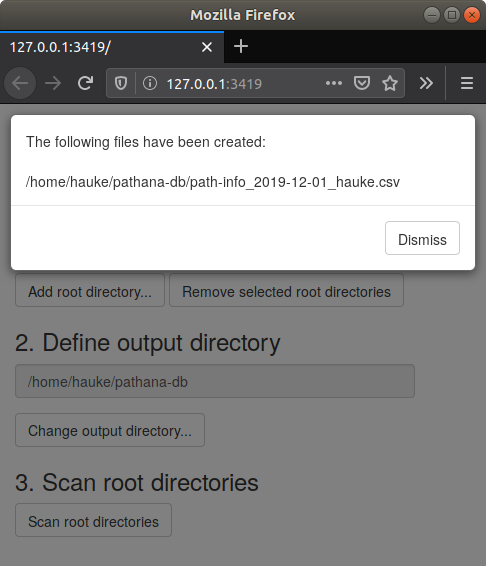 Mozilla Firefox
127.0.0.1:3419/
127.0.0.1:3419
The following files have been created:
/home/hauke/pathana-db/path-info_2019-12-01_hauke.csv
Dismiss
Add root directory... Remove selected root directories
2. Define output directory
/home/hauke/pathana-db
Change output directory...
3. Scan root directories
Scan root directories